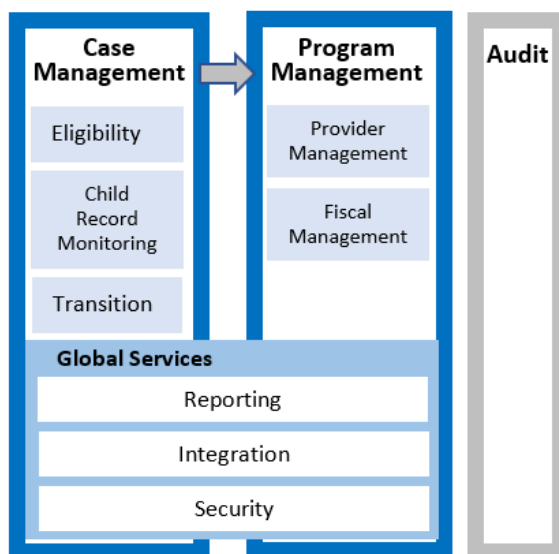 Case
Management
Eligibility
Child
Record
Monitoring
Transition
Program
Management
Provider
Management
Fiscal
Management
Audit
Global Services
Reporting
Integration
Security